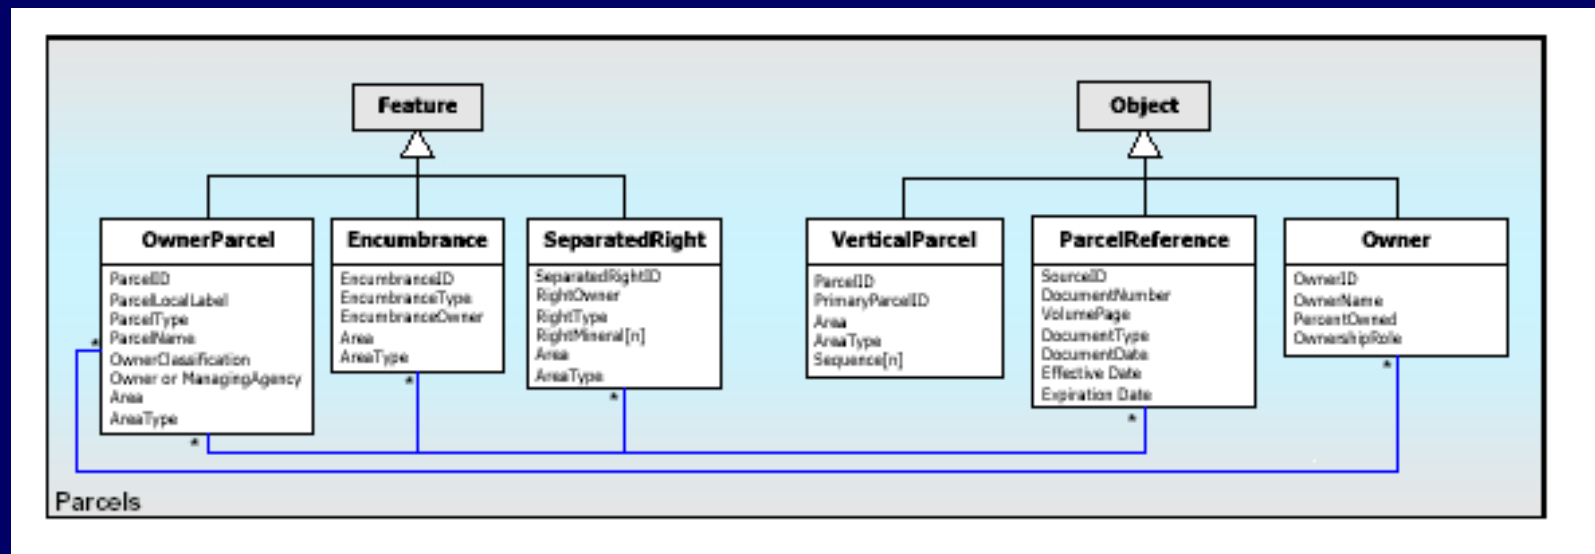 Feature
Object
OwnerParcel
ParcelID
ParcelLocalLabel
ParcelType
ParcelName
OwnerClassification
Owner or ManagingAgency
Area
AreaType
Encumbrance
EncumbranceID
EncumbranceType
EncumbranceOwner
Area
AreaType
SeparatedRight
SeparatedRightID
RightOwner
RightType
RightMineral[n]
Area
AreaType
VerticalParcel
ParcelID
PrimaryParcelID
Area
AreaType
Sequence[n]
ParcelReference
SourceID
DocumentNumber
VolumePage
DocumentType
DocumentDate
Effective Date
Expiration Date
Owner
OwnerID
OwnerName
PercentOwned
OwnershipRole
*
*
*
*
*
*
Parcels